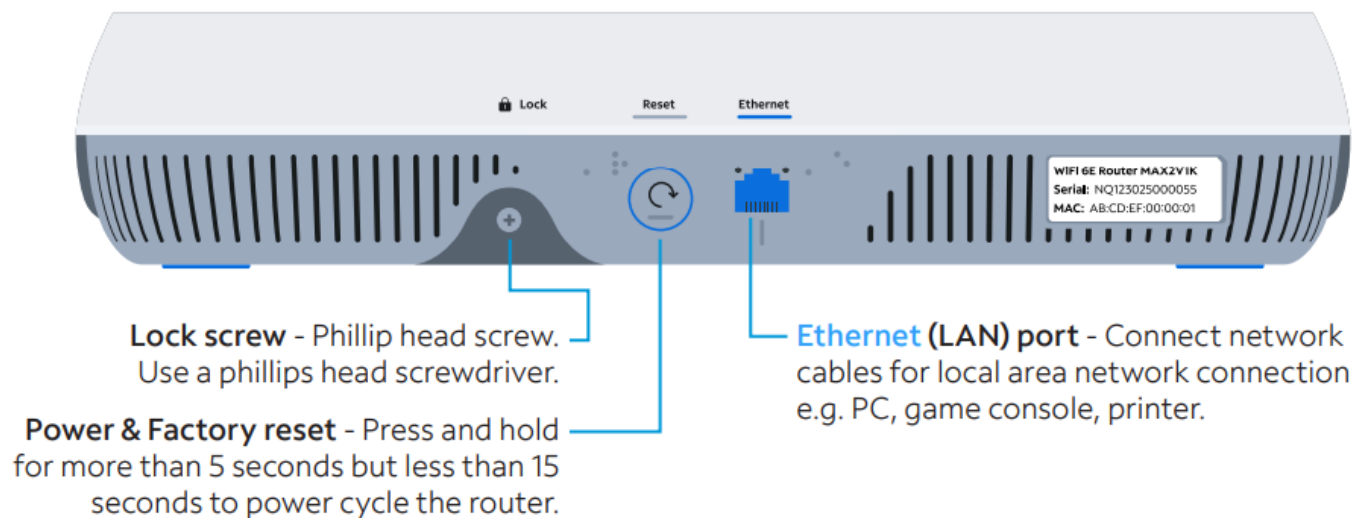 Lock
Reset
Ethernet
WIFI 6E Router MAX2V1K
Serial: NQ123025000055
MAC: AB:CD:EF:00:00:01
Lock screw - Phillip head screw.
Use a phillips head screwdriver.
Power & Factory reset - Press and hold
for more than 5 seconds but less than 15
seconds to power cycle the router.
Ethernet (LAN) port - Connect network
cables for local area network connection
e.g. PC, game console, printer.